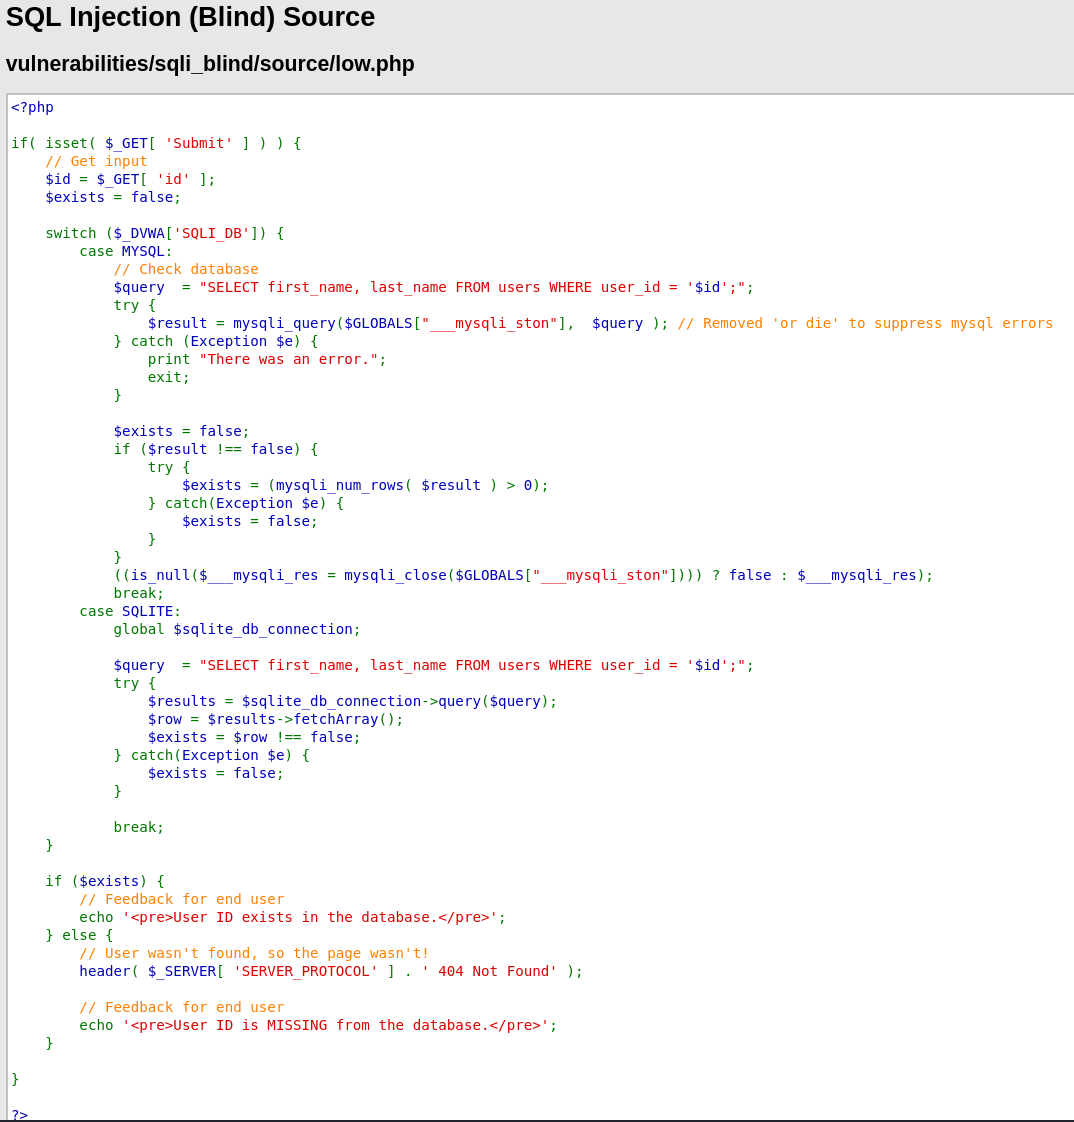 SQL Injection (Blind) Source
vulnerabilities/sqli_blind/source/low.php
<?php
if( isset( $_GET[ 'Submit' ] ) ) {
    // Get input
    $id = $_GET[ 'id' ];
    $exists = false;
    switch ($_DVWA['SQLI_DB']) {
        case MYSQL:
            // Check database
            $query  = "SELECT first_name, last_name FROM users WHERE user_id = '$id';";
            try {
                $result = mysqli_query($GLOBALS["___mysqli_ston"],  $query ); // Removed 'or die' to suppress mysql errors
            } catch (Exception $e) {
                print "There was an error.";
                exit;
            }
            $exists = false;
            if ($result !== false) {
                try {
                    $exists = (mysqli_num_rows( $result ) > 0);
                } catch(Exception $e) {
                    $exists = false;
                }
            }
            ((is_null($___mysqli_res = mysqli_close($GLOBALS["___mysqli_ston"]))) ? false : $___mysqli_res);
            break;
        case SQLITE:
            global $sqlite_db_connection;
            $query  = "SELECT first_name, last_name FROM users WHERE user_id = '$id';";
            try {
                $results = $sqlite_db_connection->query($query);
                $row = $results->fetchArray();
                $exists = $row !== false;
            } catch(Exception $e) {
                $exists = false;
            }
            break;
    }
    if ($exists) {
        // Feedback for end user
        echo '<pre>User ID exists in the database.</pre>';
    } else {
        // User wasn't found, so the page wasn't!
        header( $_SERVER[ 'SERVER_PROTOCOL' ] . ' 404 Not Found' );
        // Feedback for end user
        echo '<pre>User ID is MISSING from the database.</pre>';
    }
}
?>